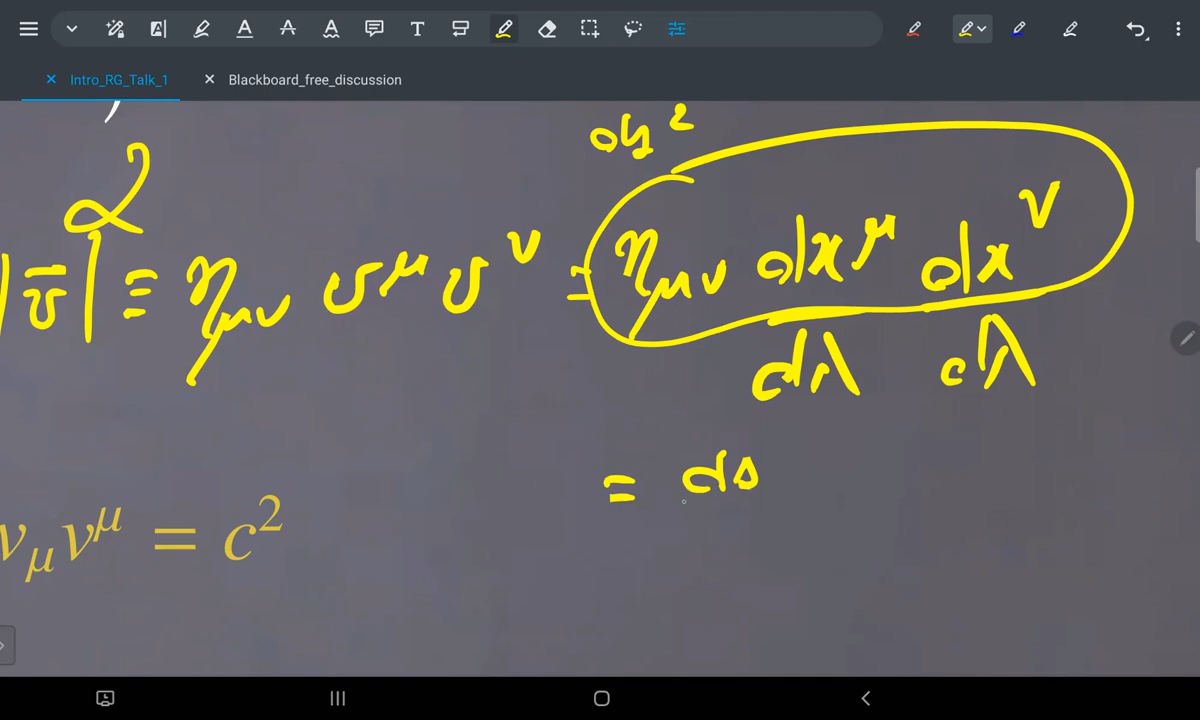 Intro_RG_Talk_1 Blackboard_free_discussion
ds²
|v̄|² ≡ η_μν v^μ v^ν = η_μν dx^μ/dλ dx^ν/dλ
= ds
v_μ v^μ = c²